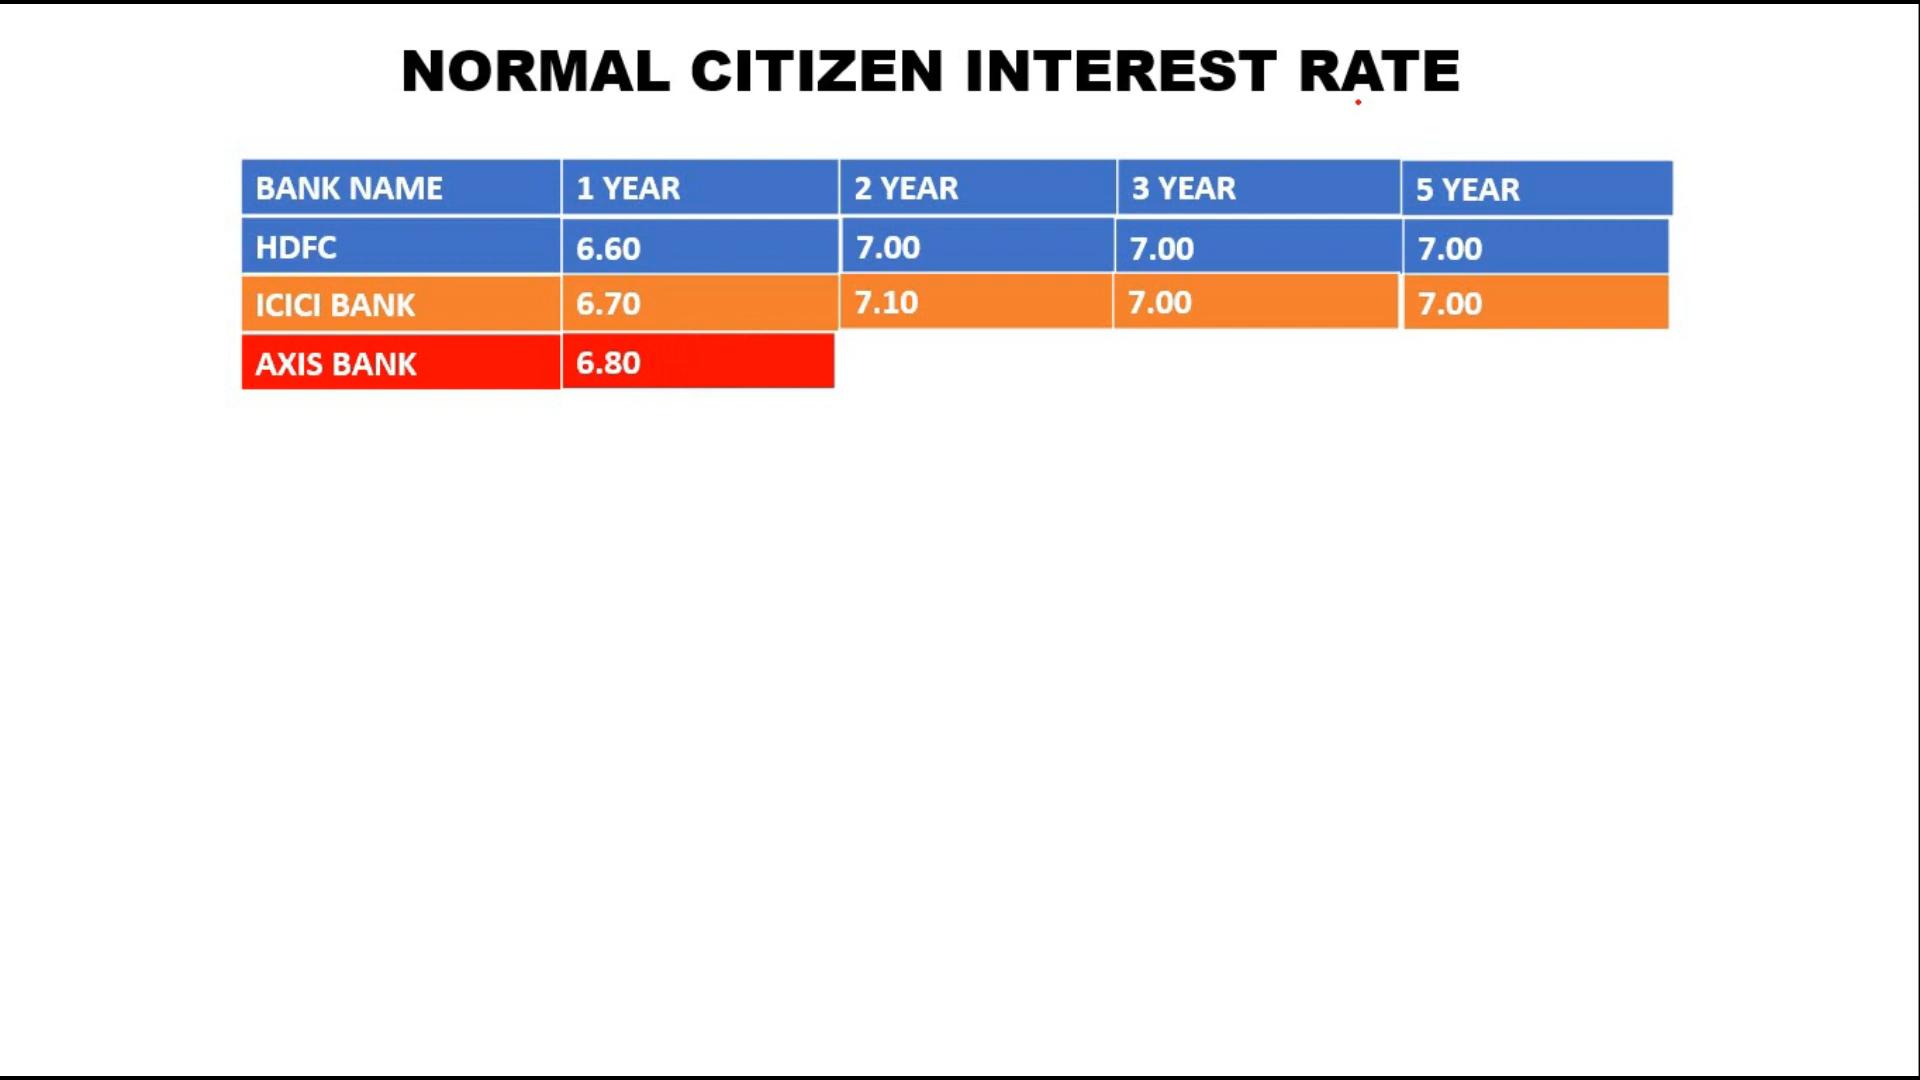 NORMAL CITIZEN INTEREST RATE
BANK NAME 1 YEAR 2 YEAR 3 YEAR 5 YEAR
HDFC 6.60 7.00 7.00 7.00
ICICI BANK 6.70 7.10 7.00 7.00
AXIS BANK 6.80